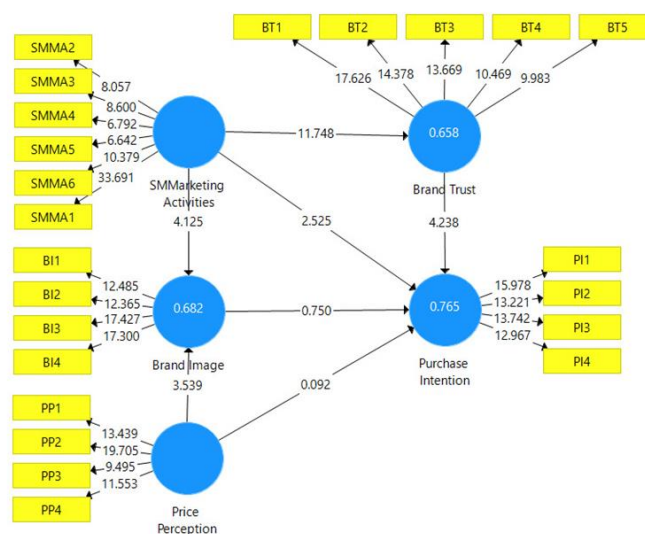 BT1 BT2 BT3 BT4 BT5
17.626 14.378 13.669 10.469 9.983
SMMA2
SMMA3
SMMA4
SMMA5
SMMA6
SMMA1
8.057
8.600
6.792
6.642
10.379
33.691
SMMarketing
Activities
11.748
0.658
Brand Trust
4.125
2.525
4.238
BI1
BI2
BI3
BI4
12.485
12.365
17.427
17.300
0.682
Brand Image
0.750
0.765
Purchase
Intention
15.978
13.221
13.742
12.967
PI1
PI2
PI3
PI4
3.539
0.092
PP1
PP2
PP3
PP4
13.439
19.705
9.495
11.553
Price
Perception